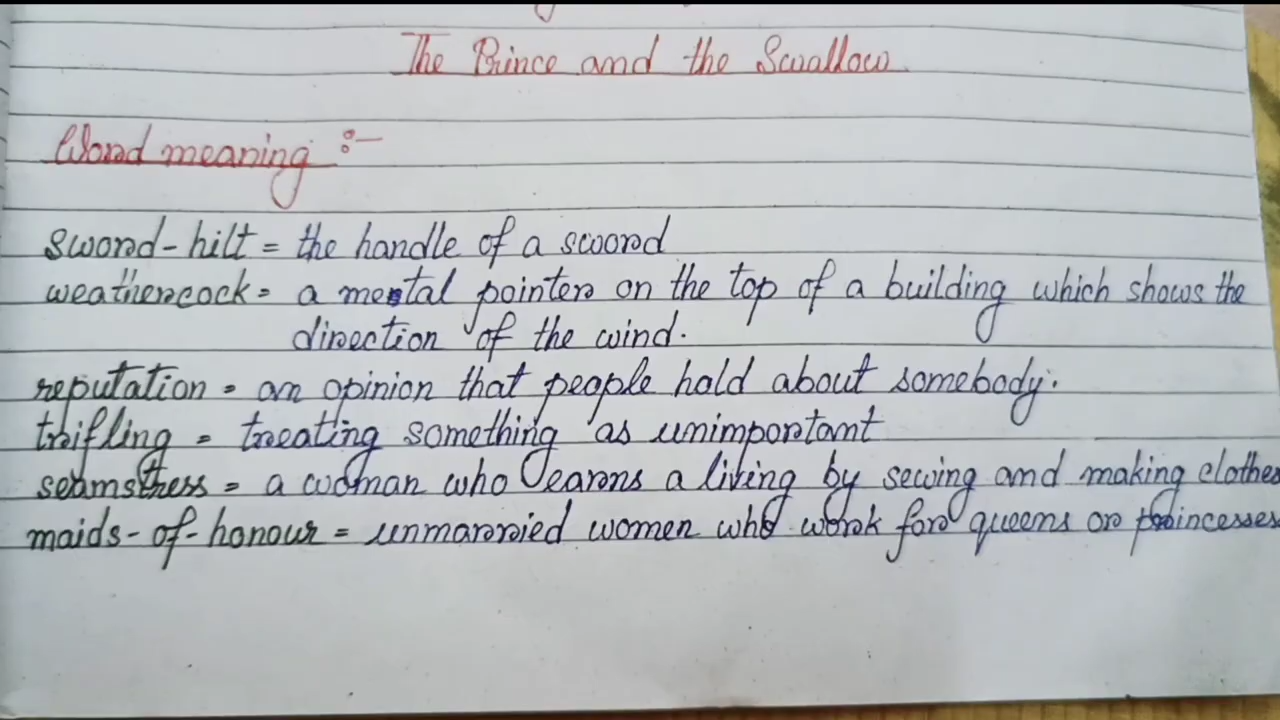 The Prince and the Swallow
Word meaning :-
sword-hilt = the handle of a sword
weathercock = a metal pointer on the top of a building which shows the
direction of the wind.
reputation = an opinion that people hold about somebody.
trifling = treating something as unimportant
seamstress = a woman who earns a living by sewing and making clothes
maids-of-honour = unmarried women who work for queens or princesses